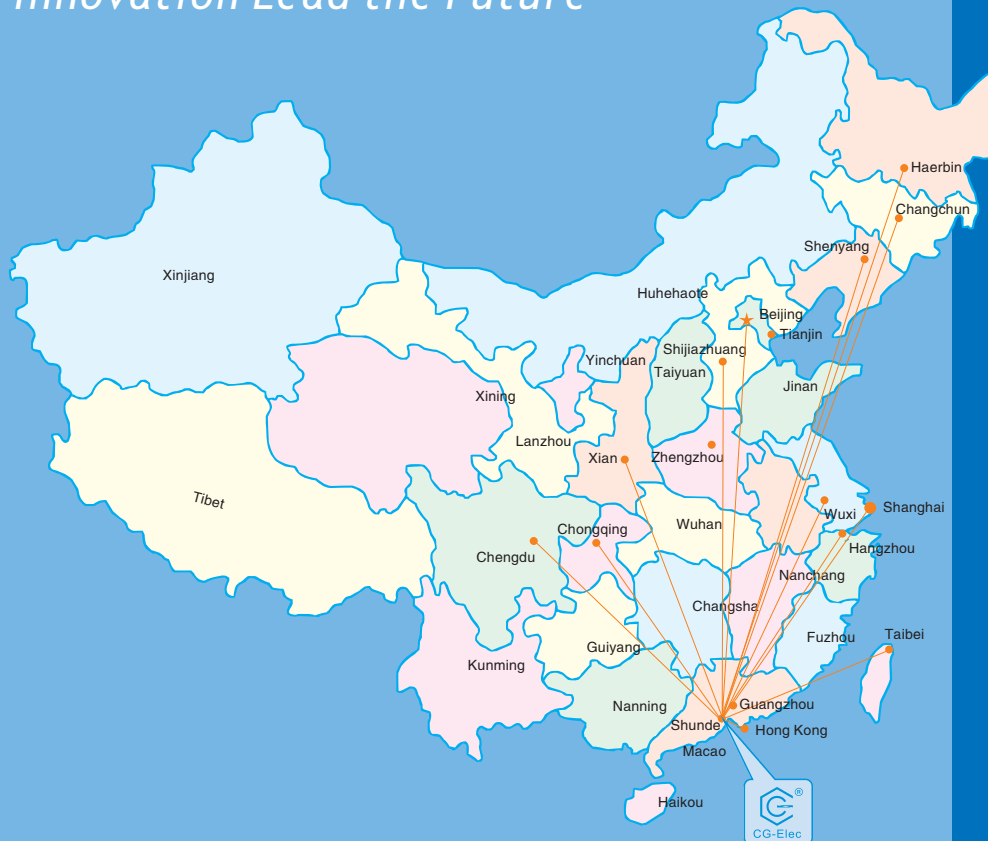 Innovation Lead the Future
Haerbin
Changchun
Shenyang
Xinjiang
Huhehaote
Beijing
Tianjin
Shijiazhuang
Yinchuan
Taiyuan
Jinan
Xining
Lanzhou
Xian
Zhengzhou
Tibet
Chongqing
Wuhan
Wuxi
Shanghai
Chengdu
Hangzhou
Nanchang
Changsha
Fuzhou
Taibei
Guiyang
Kunming
Nanning
Guangzhou
Shunde
Hong Kong
Macao
Haikou
®
CG-Elec